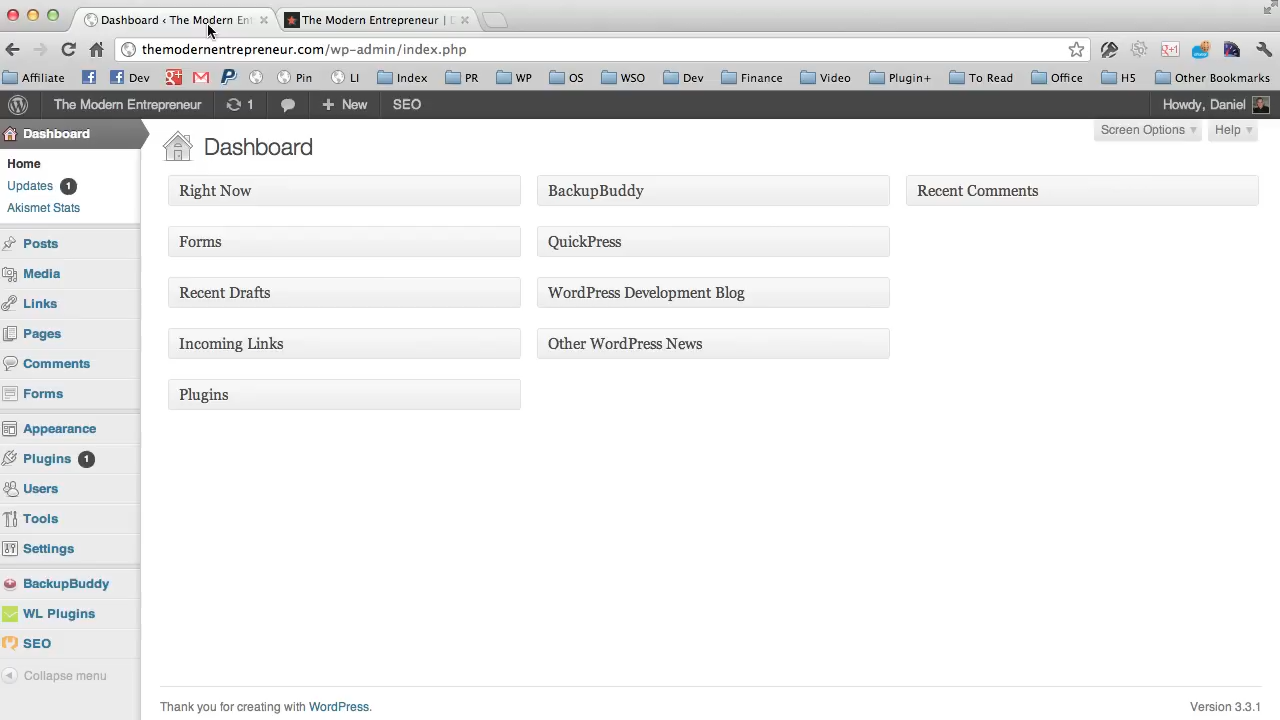 Dashboard ‹ The Modern Ent
The Modern Entrepreneur | D
themodernentrepreneur.com/wp-admin/index.php
Affiliate
Dev
Pin
LI
Index
PR
WP
OS
WSO
Dev
Finance
Video
Plugin+
To Read
Office
H5
Other Bookmarks
The Modern Entrepreneur
1
New
SEO
Howdy, Daniel
Dashboard
Home
Updates 1
Akismet Stats
Posts
Media
Links
Pages
Comments
Forms
Appearance
Plugins 1
Users
Tools
Settings
BackupBuddy
WL Plugins
SEO
Collapse menu
Screen Options
Help
Dashboard
Right Now
Forms
Recent Drafts
Incoming Links
Plugins
BackupBuddy
QuickPress
WordPress Development Blog
Other WordPress News
Recent Comments
Thank you for creating with WordPress.
Version 3.3.1